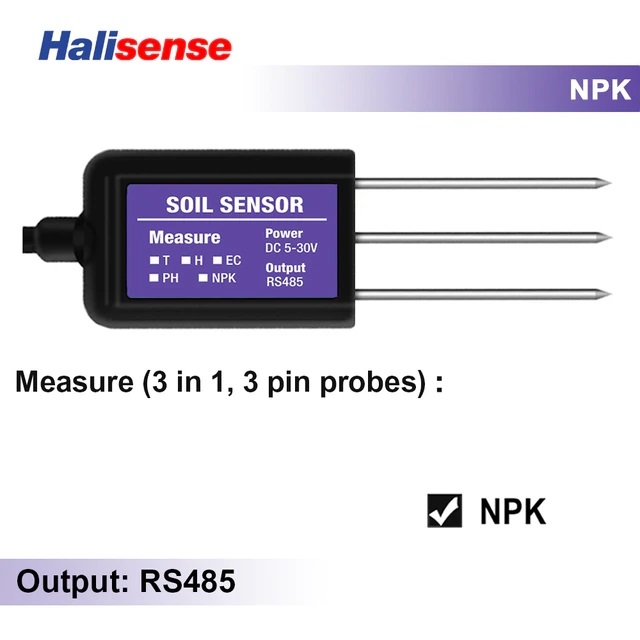 Halisense
NPK
SOIL SENSOR
Measure
T H EC
PH NPK
Power
DC 5-30V
Output
RS485
Measure (3 in 1, 3 pin probes) :
NPK
Output: RS485